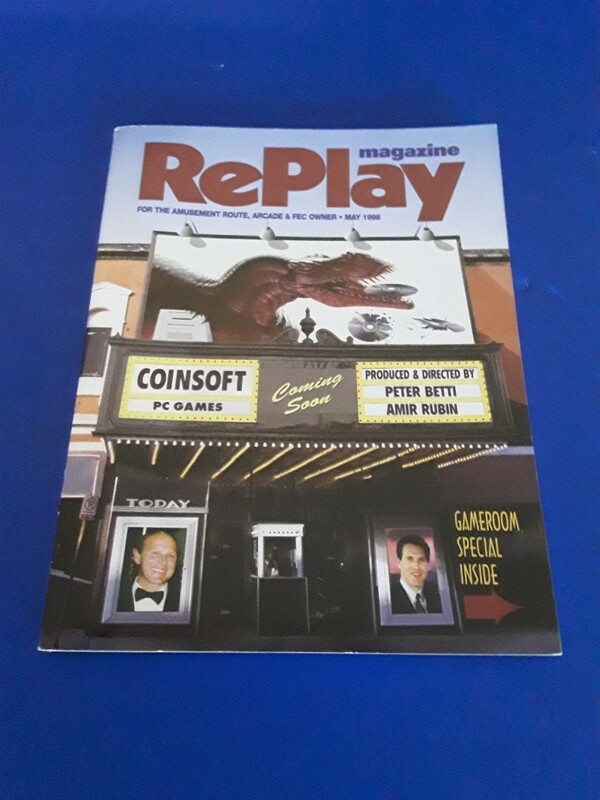 RePlay magazine
FOR THE AMUSEMENT ROUTE, ARCADE & FEC OWNER • MAY 1998
COINSOFT
PC GAMES
Coming
Soon
PRODUCED & DIRECTED BY
PETER BETTI
AMIR RUBIN
TODAY
GAMEROOM
SPECIAL
INSIDE